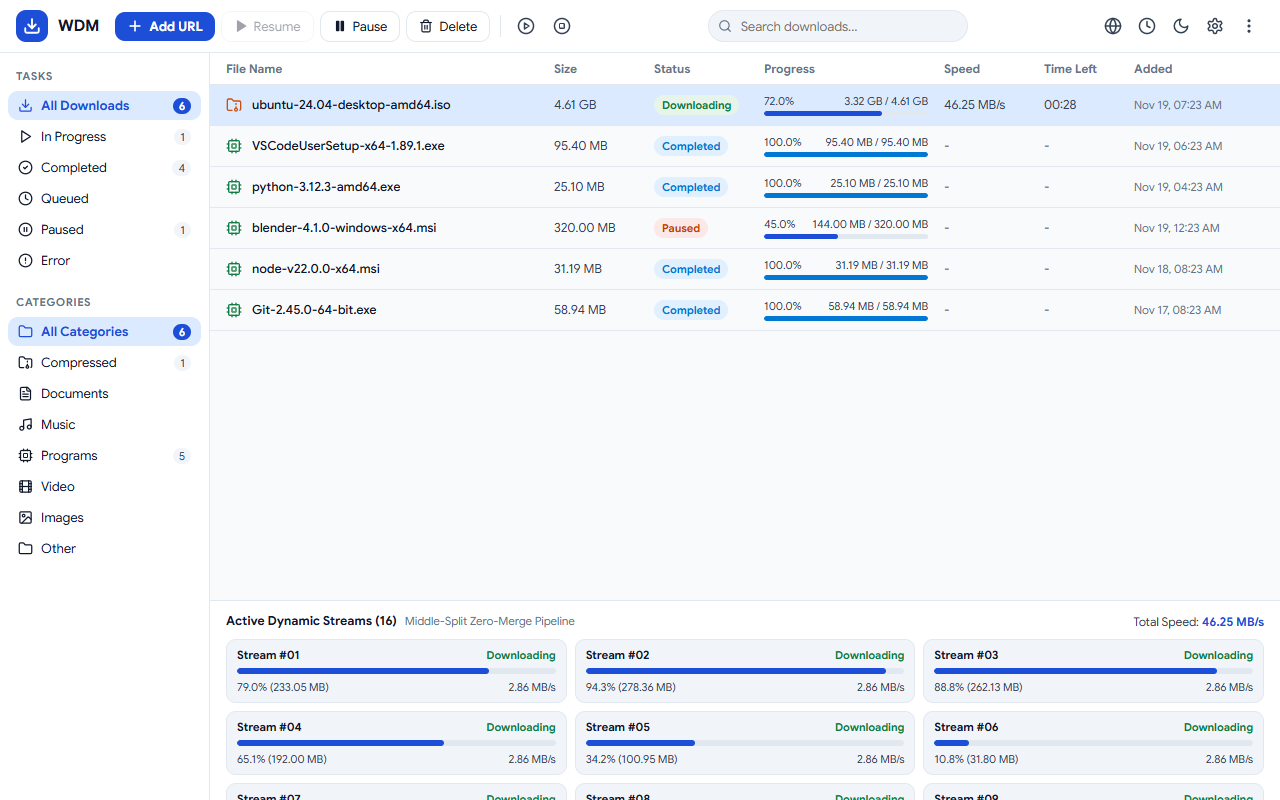 WDM
Add URL
Resume
Pause
Delete
Search downloads...
TASKS
All Downloads 6
In Progress 1
Completed 4
Queued
Paused 1
Error
CATEGORIES
All Categories 6
Compressed 1
Documents
Music
Programs 5
Video
Images
Other
File Name Size Status Progress Speed Time Left Added
ubuntu-24.04-desktop-amd64.iso 4.61 GB Downloading 72.0% 3.32 GB / 4.61 GB 46.25 MB/s 00:28 Nov 19, 07:23 AM
VSCodeUserSetup-x64-1.89.1.exe 95.40 MB Completed 100.0% 95.40 MB / 95.40 MB - - Nov 19, 06:23 AM
python-3.12.3-amd64.exe 25.10 MB Completed 100.0% 25.10 MB / 25.10 MB - - Nov 19, 04:23 AM
blender-4.1.0-windows-x64.msi 320.00 MB Paused 45.0% 144.00 MB / 320.00 MB - - Nov 19, 12:23 AM
node-v22.0.0-x64.msi 31.19 MB Completed 100.0% 31.19 MB / 31.19 MB - - Nov 18, 08:23 AM
Git-2.45.0-64-bit.exe 58.94 MB Completed 100.0% 58.94 MB / 58.94 MB - - Nov 17, 08:23 AM
Active Dynamic Streams (16) Middle-Split Zero-Merge Pipeline Total Speed: 46.25 MB/s
Stream #01 Downloading
79.0% (233.05 MB) 2.86 MB/s
Stream #02 Downloading
94.3% (278.36 MB) 2.86 MB/s
Stream #03 Downloading
88.8% (262.13 MB) 2.86 MB/s
Stream #04 Downloading
65.1% (192.00 MB) 2.86 MB/s
Stream #05 Downloading
34.2% (100.95 MB) 2.86 MB/s
Stream #06 Downloading
10.8% (31.80 MB) 2.86 MB/s
Stream #07 Downloading
Stream #08 Downloading
Stream #09 Downloading